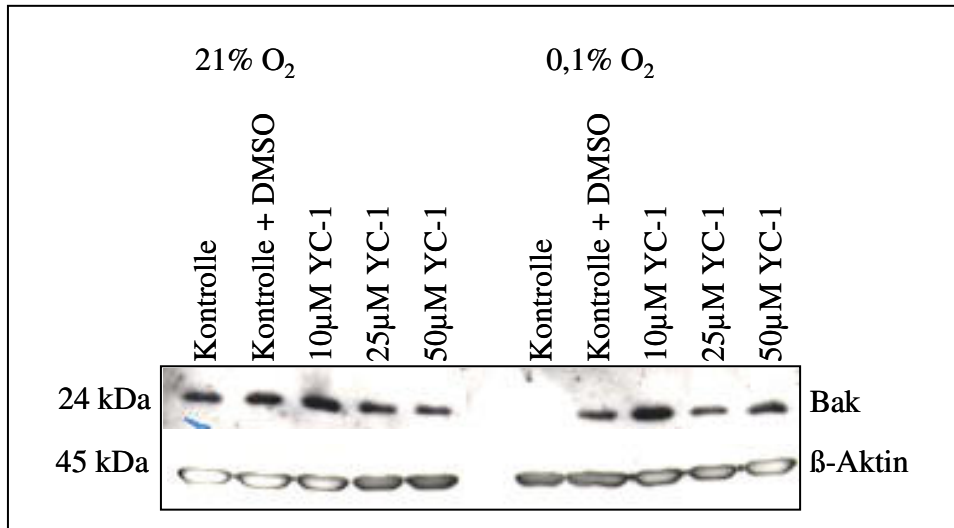 21% O₂
0,1% O₂
Kontrolle
Kontrolle + DMSO
10µM YC-1
25µM YC-1
50µM YC-1
Kontrolle
Kontrolle + DMSO
10µM YC-1
25µM YC-1
50µM YC-1
24 kDa
Bak
45 kDa
ß-Aktin